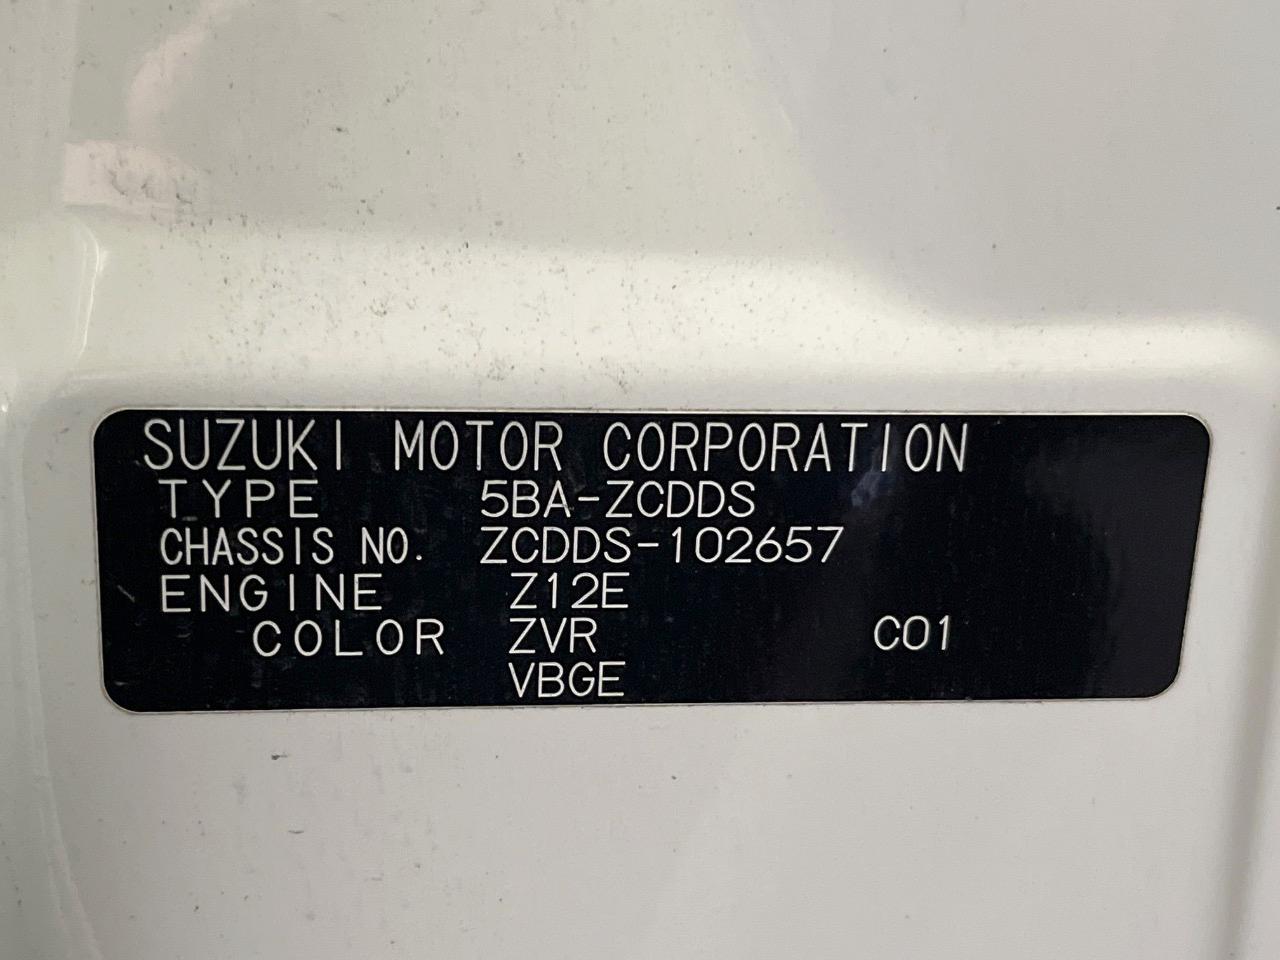 SUZUKI MOTOR CORPORATION
TYPE 5BA-ZCDDS
CHASSIS NO. ZCDDS-102657
ENGINE Z12E
COLOR ZVR C01
VBGE